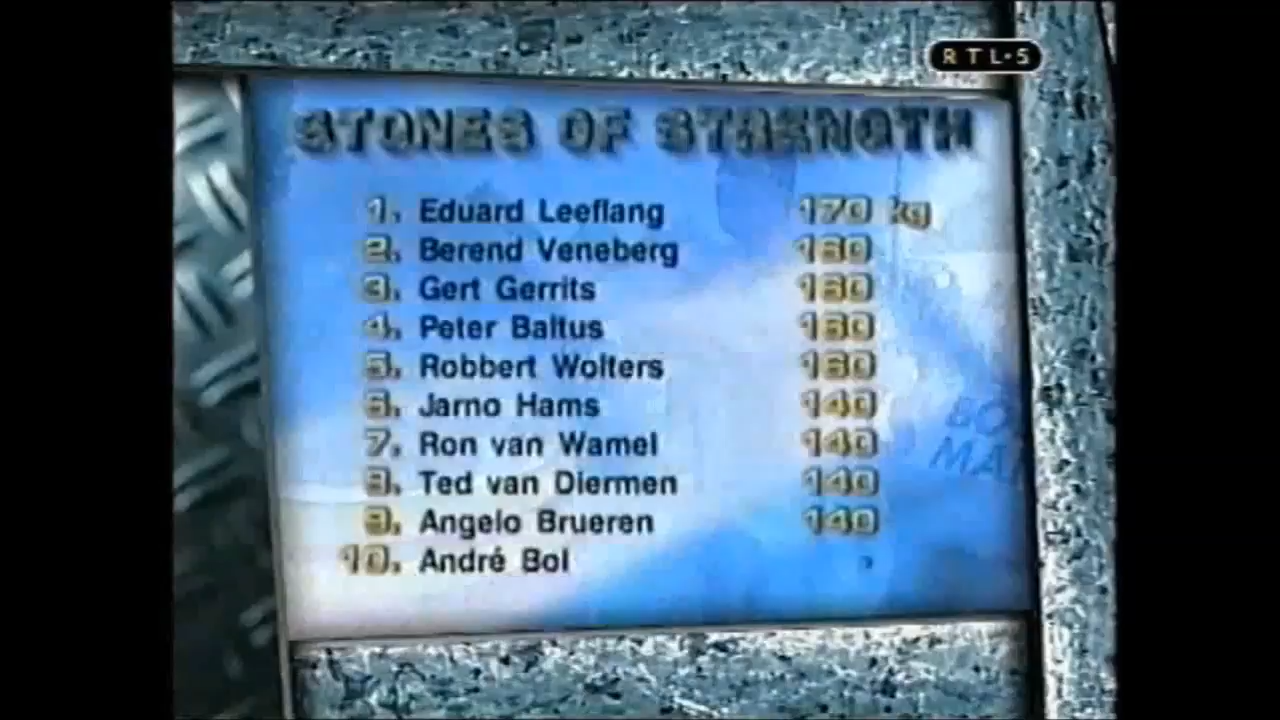 RTL·5
STONES OF STRENGTH
1. Eduard Leeflang 170 kg
2. Berend Veneberg 160
3. Gert Gerrits 160
4. Peter Baltus 160
5. Robbert Wolters 160
6. Jarno Hams 140
7. Ron van Wamel 140
8. Ted van Diermen 140
9. Angelo Brueren 140
10. André Bol -